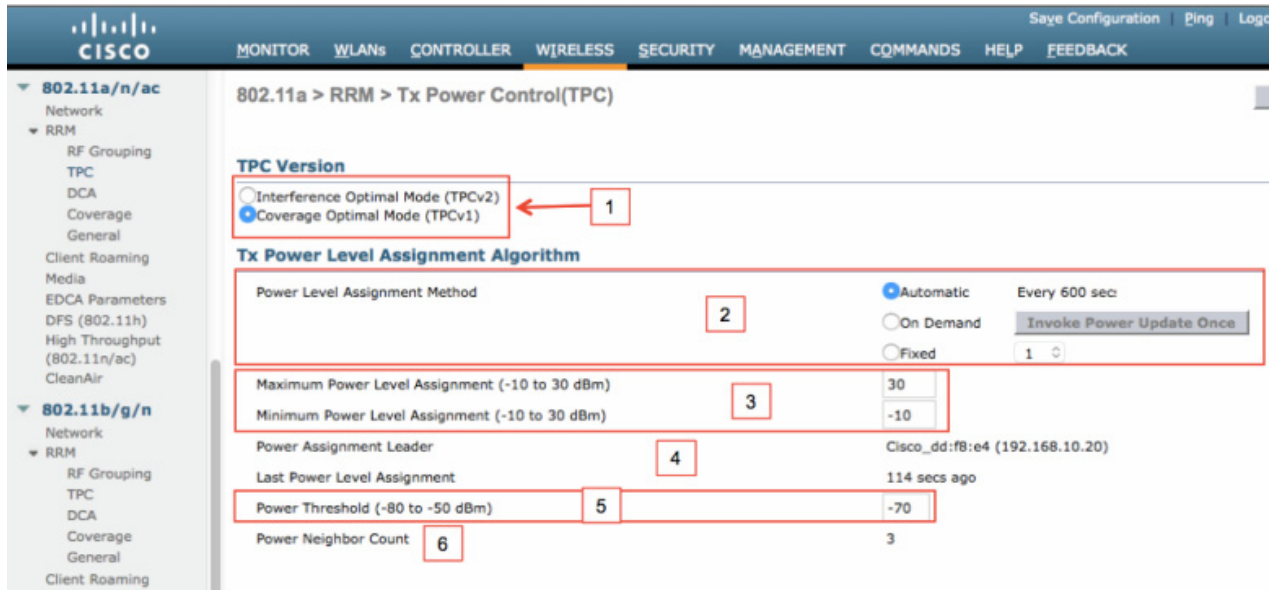 Save Configuration Ping
CISCO
MONITOR WLANs CONTROLLER WIRELESS SECURITY MANAGEMENT COMMANDS HELP FEEDBACK
802.11a/n/ac
Network
RRM
RF Grouping
TPC
DCA
Coverage
General
Client Roaming
Media
EDCA Parameters
DFS (802.11h)
High Throughput
(802.11n/ac)
CleanAir
802.11b/g/n
Network
RRM
RF Grouping
TPC
DCA
Coverage
General
Client Roaming
802.11a > RRM > Tx Power Control(TPC)
TPC Version
Interference Optimal Mode (TPCv2)
Coverage Optimal Mode (TPCv1)
1
Tx Power Level Assignment Algorithm
Power Level Assignment Method
2
Automatic Every 600 sec
On Demand Invoke Power Update Once
Fixed 1
Maximum Power Level Assignment (-10 to 30 dBm) 30
3
Minimum Power Level Assignment (-10 to 30 dBm) -10
Power Assignment Leader Cisco_dd:f8:e4 (192.168.10.20)
4
Last Power Level Assignment 114 secs ago
Power Threshold (-80 to -50 dBm) 5 -70
Power Neighbor Count 6 3